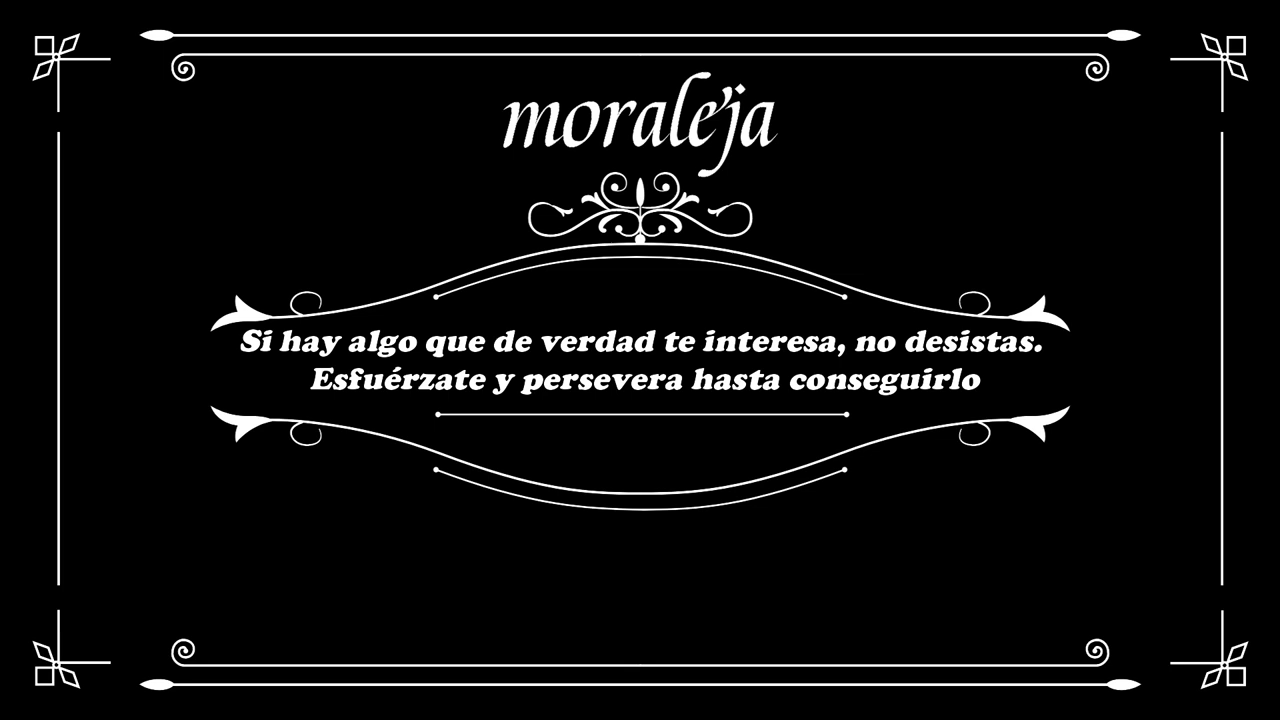 moraleja
Si hay algo que de verdad te interesa, no desistas.
Esfuérzate y persevera hasta conseguirlo